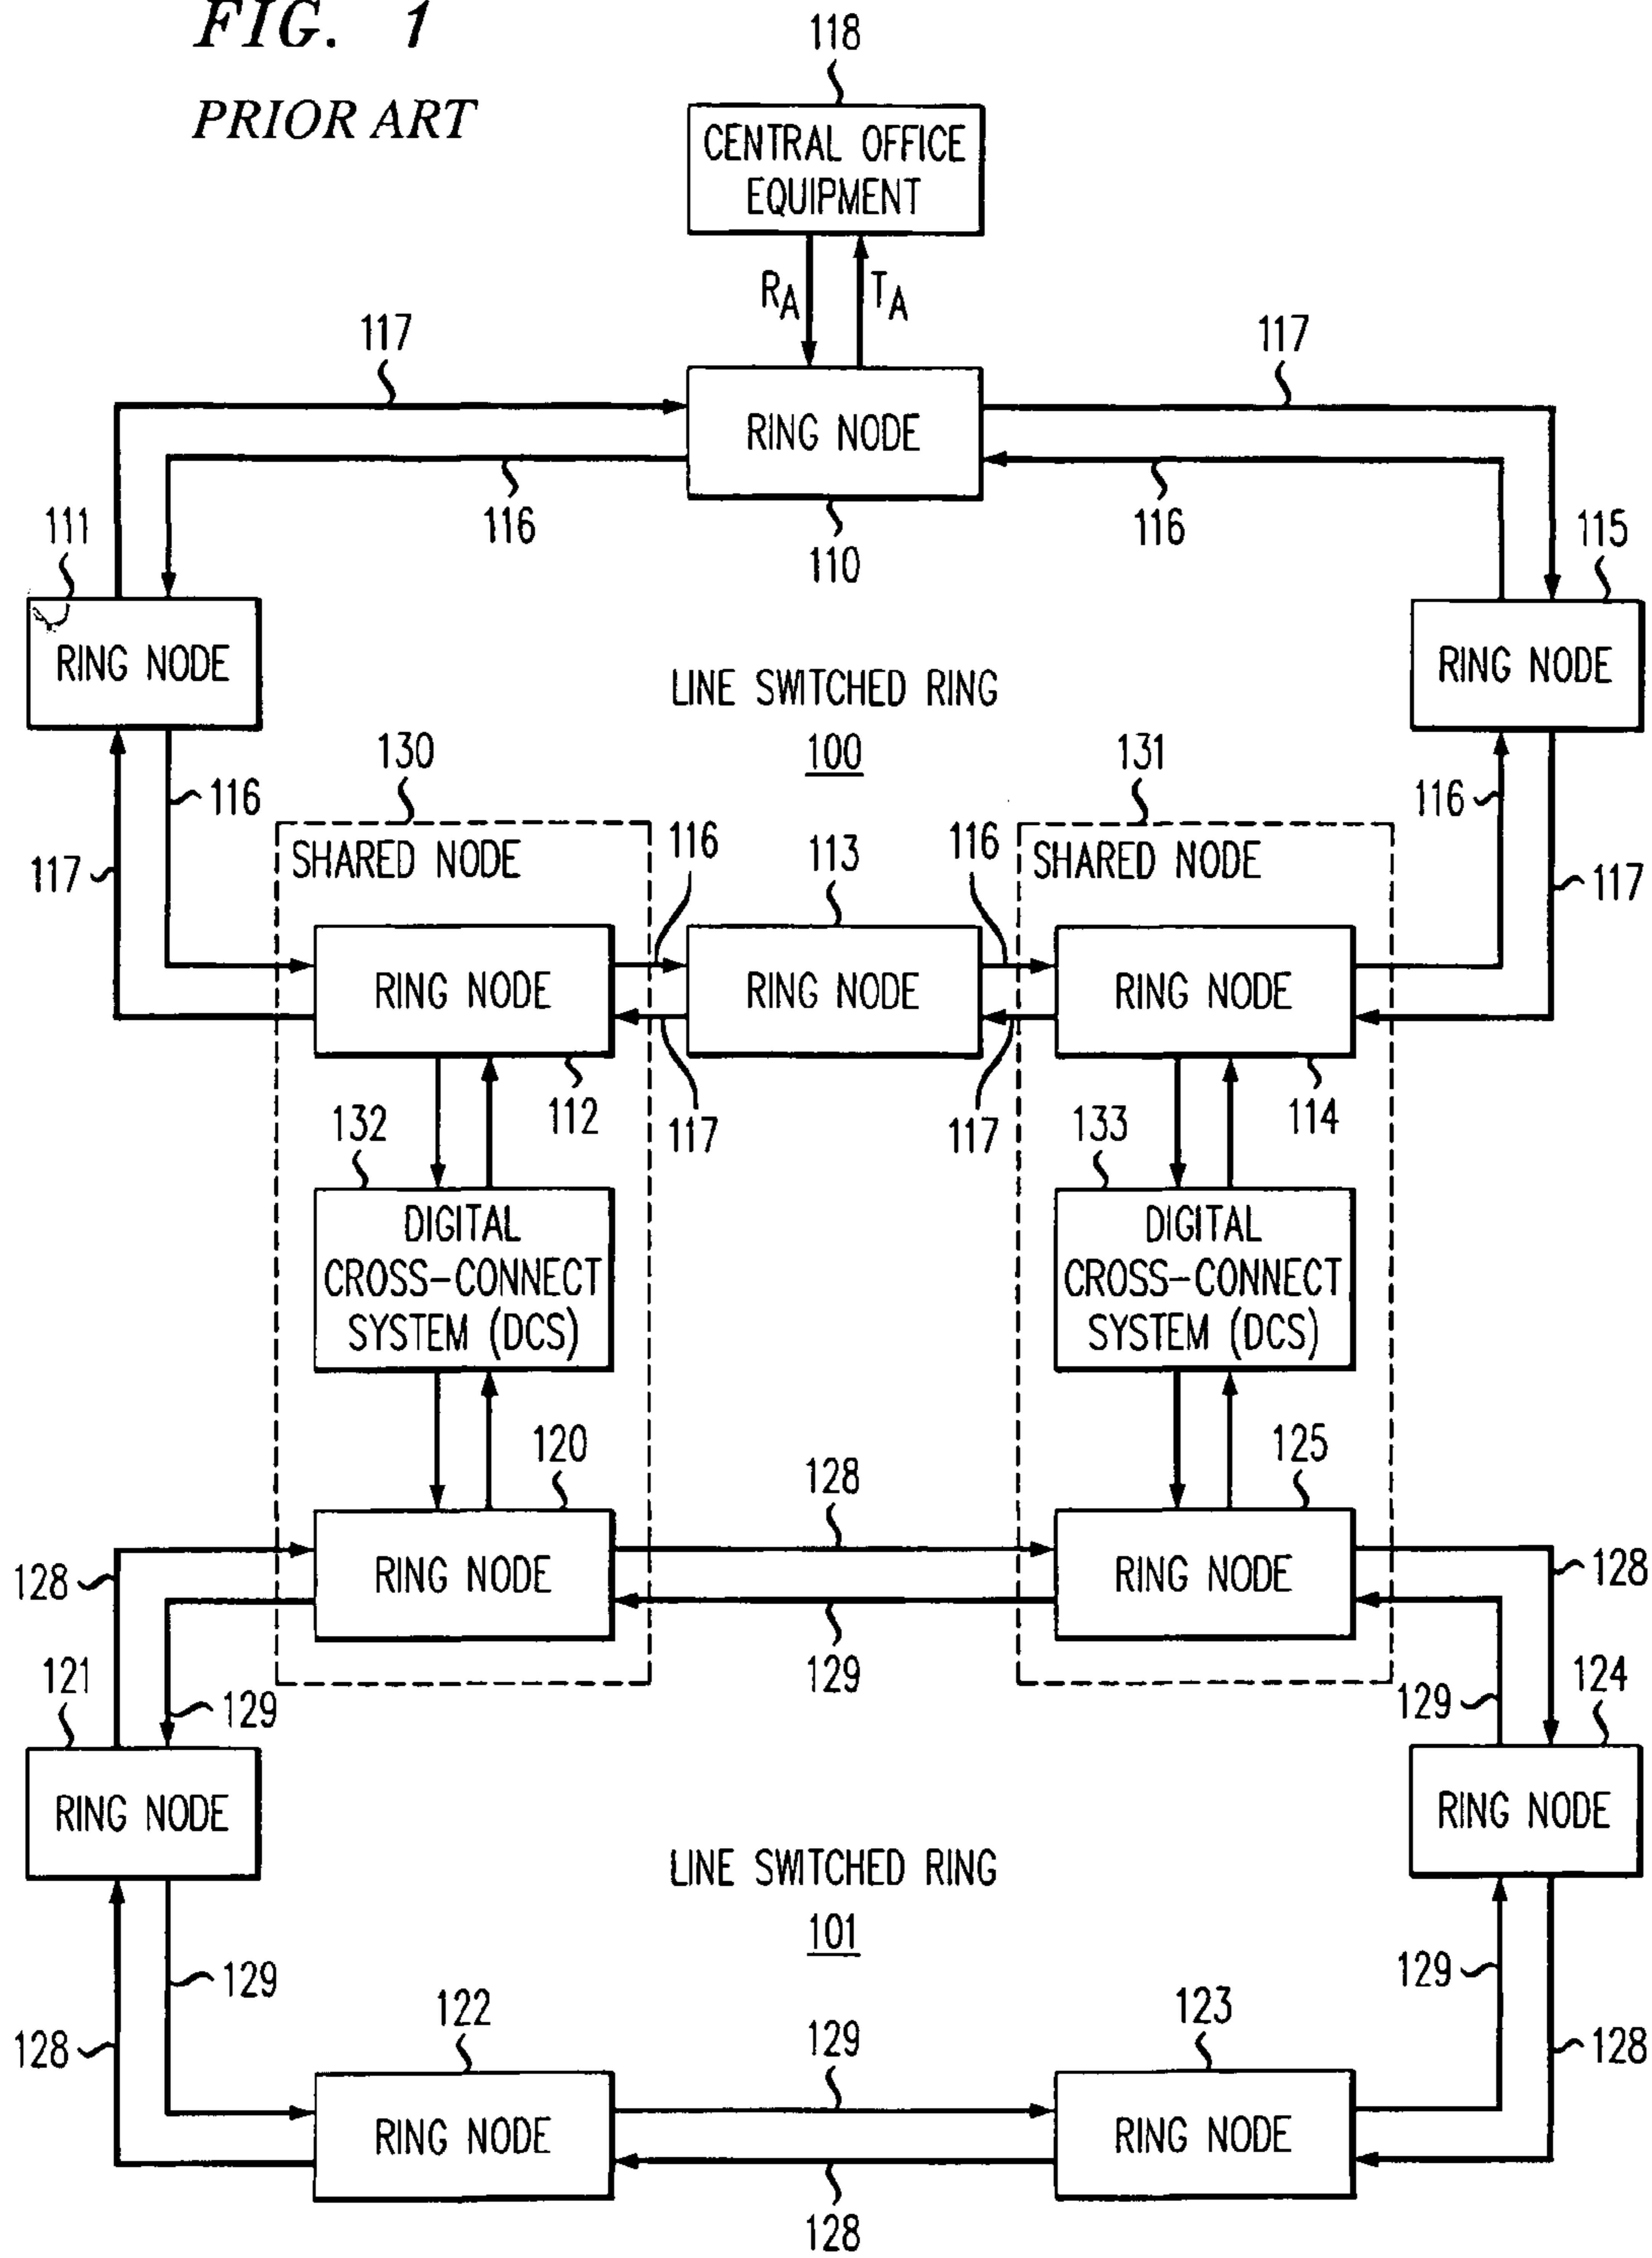 FIG. 1
PRIOR ART
118
CENTRAL OFFICE
EQUIPMENT
RA
TA
117
117
RING NODE
116
116
110
111
115
RING NODE
RING NODE
LINE SWITCHED RING
100
130
131
116
116
117
117
SHARED NODE
116
113
116
SHARED NODE
RING NODE
RING NODE
RING NODE
112
117
117
114
132
133
DIGITAL
CROSS-CONNECT
SYSTEM (DCS)
DIGITAL
CROSS-CONNECT
SYSTEM (DCS)
120
128
125
128
RING NODE
RING NODE
128
129
121
129
129
124
RING NODE
RING NODE
LINE SWITCHED RING
101
129
129
128
122
129
123
128
RING NODE
RING NODE
128